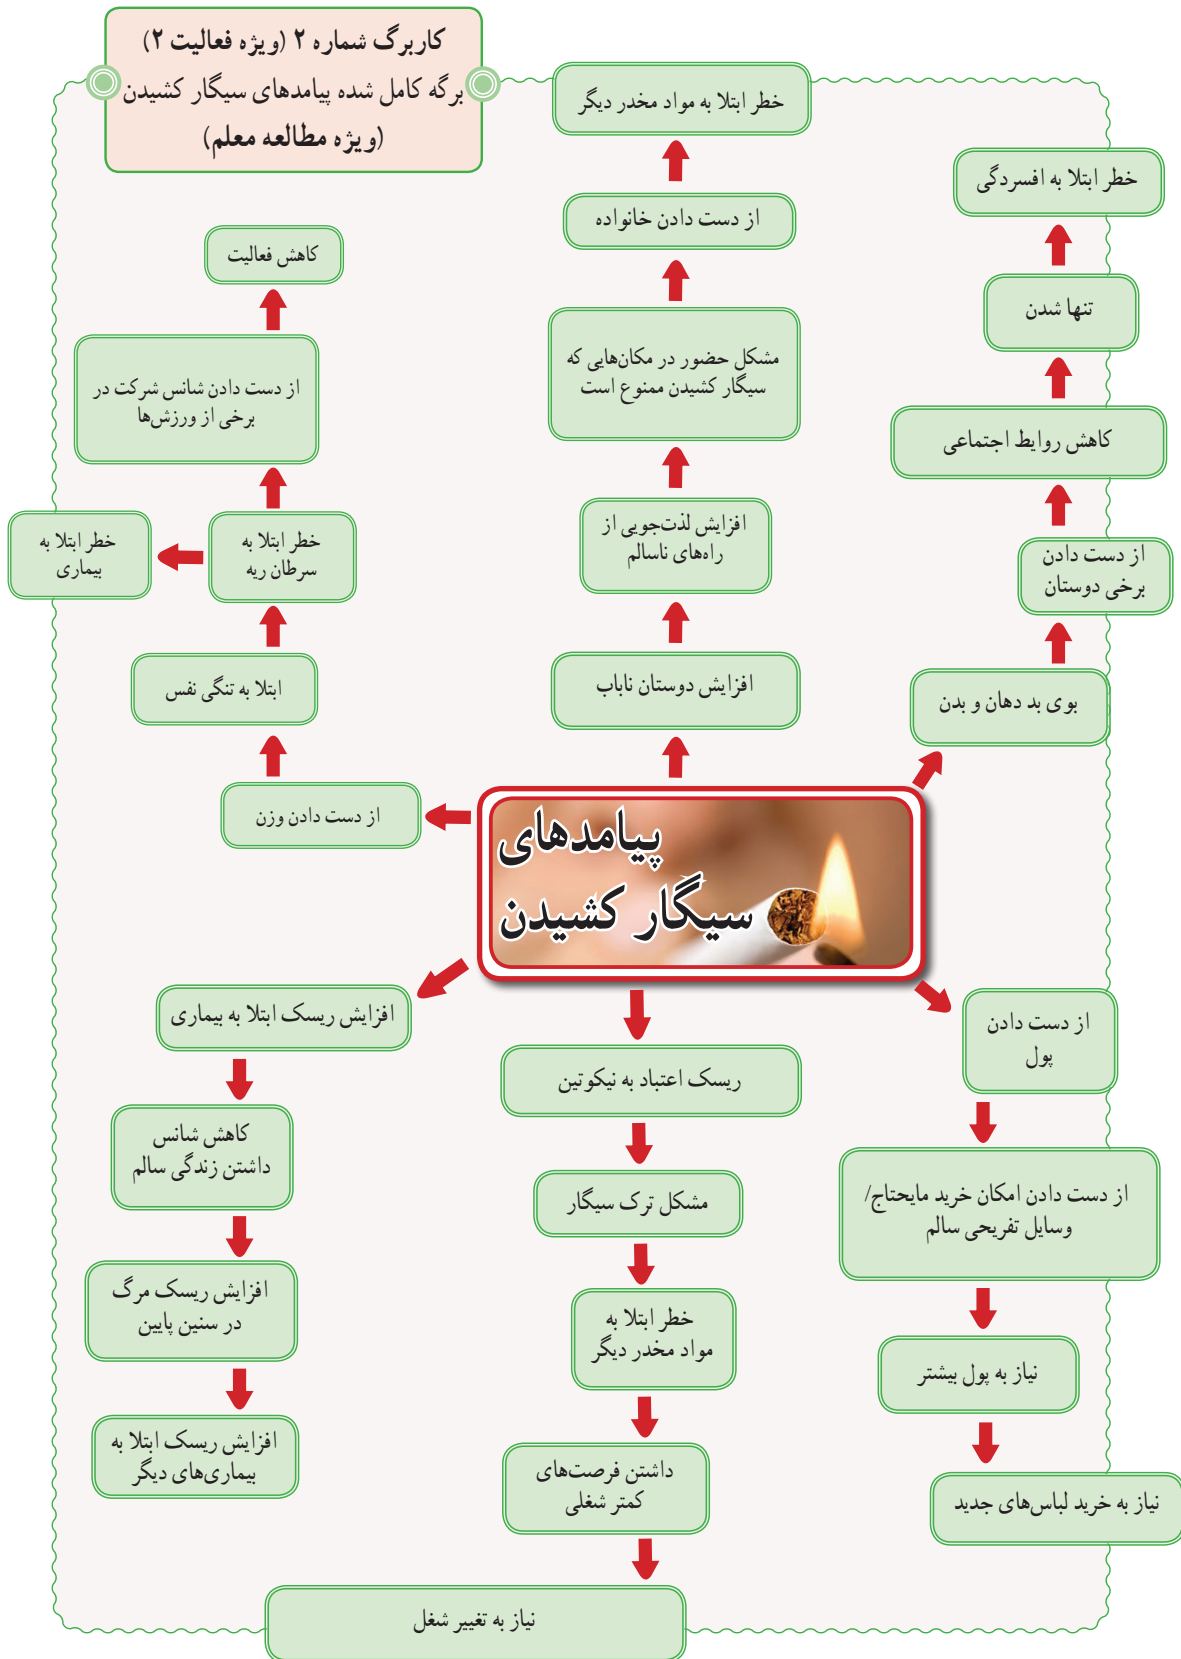 کاربرگ شماره ۲ (ویژه فعالیت ۲)
برگه کامل شده پیامدهای سیگار کشیدن
(ویژه مطالعه معلم)
خطر ابتلا به مواد مخدر دیگر
از دست دادن خانواده
مشکل حضور در مکان‌هایی که
سیگار کشیدن ممنوع است
افزایش لذت‌جویی از
راه‌های ناسالم
افزایش دوستان ناباب
خطر ابتلا به افسردگی
تنها شدن
کاهش روابط اجتماعی
از دست دادن
برخی دوستان
بوی بد دهان و بدن
کاهش فعالیت
از دست دادن شانس شرکت در
برخی از ورزش‌ها
خطر ابتلا به
سرطان ریه
خطر ابتلا به
بیماری
ابتلا به تنگی نفس
از دست دادن وزن
پیامدهای
سیگار کشیدن
از دست دادن
پول
از دست دادن امکان خرید مایحتاج/
وسایل تفریحی سالم
نیاز به پول بیشتر
نیاز به خرید لباس‌های جدید
ریسک اعتیاد به نیکوتین
مشکل ترک سیگار
خطر ابتلا به
مواد مخدر دیگر
داشتن فرصت‌های
کمتر شغلی
نیاز به تغییر شغل
افزایش ریسک ابتلا به بیماری
کاهش شانس
داشتن زندگی سالم
افزایش ریسک مرگ
در سنین پایین
افزایش ریسک ابتلا به
بیماری‌های دیگر